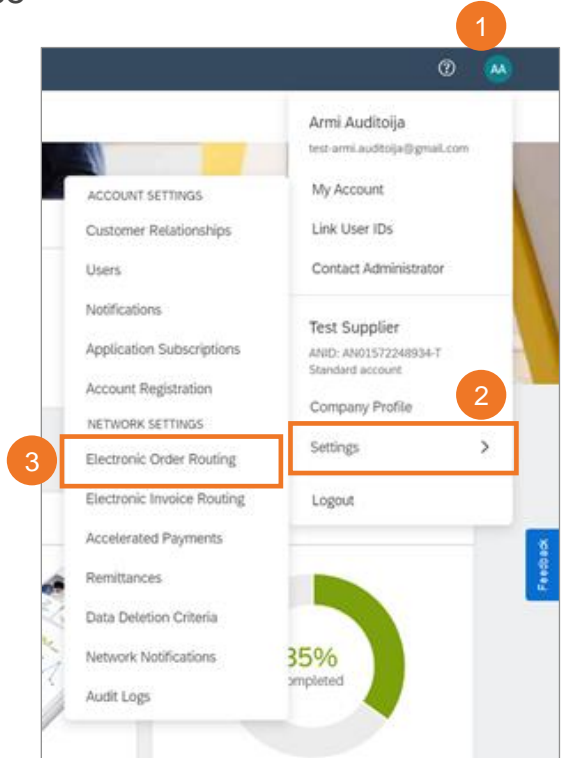 1
AA
Armi Auditoija
test-armi.auditoija@gmail.com
My Account
Link User IDs
Contact Administrator
Test Supplier
ANID: AN01572248934-T
Standard account
Company Profile
2
Settings
Logout
ACCOUNT SETTINGS
Customer Relationships
Users
Notifications
Application Subscriptions
Account Registration
NETWORK SETTINGS
3
Electronic Order Routing
Electronic Invoice Routing
Accelerated Payments
Remittances
Data Deletion Criteria
Network Notifications
Audit Logs
35%
ompleted
Feedback